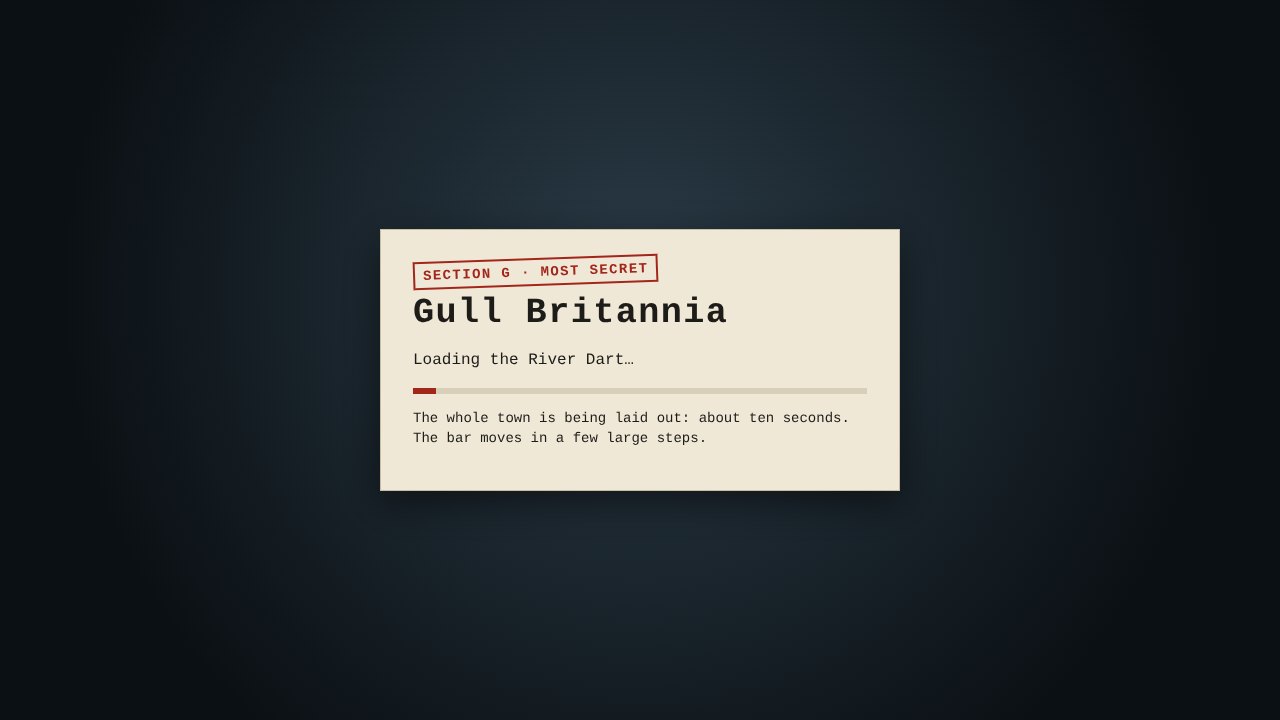 SECTION G · MOST SECRET
Gull Britannia
Loading the River Dart…
The whole town is being laid out: about ten seconds.
The bar moves in a few large steps.